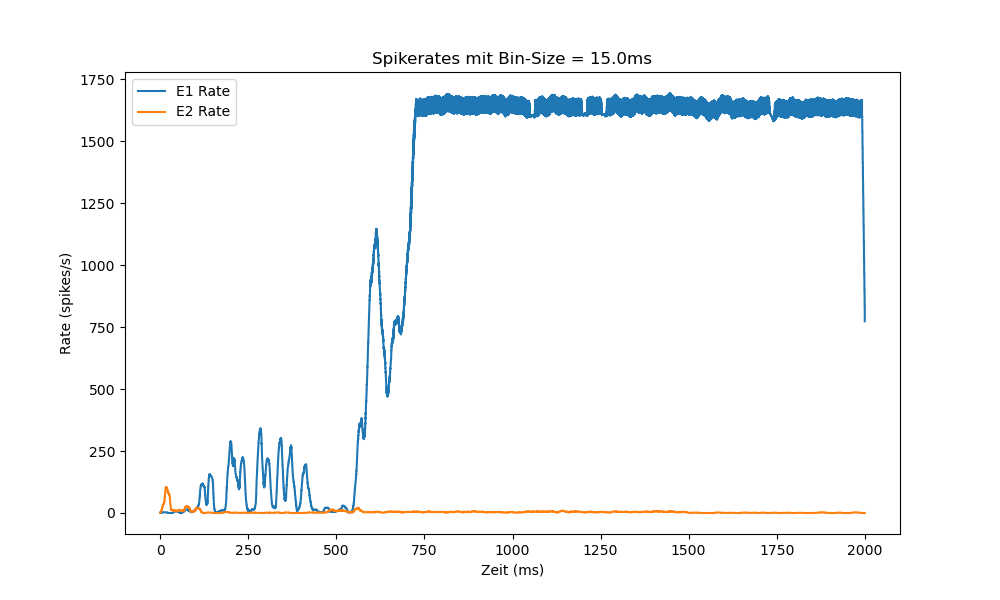 Spikerates mit Bin-Size = 15.0ms
E1 Rate
E2 Rate
1750
1500
1250
1000
750
500
250
0
Rate (spikes/s)
0 250 500 750 1000 1250 1500 1750 2000
Zeit (ms)